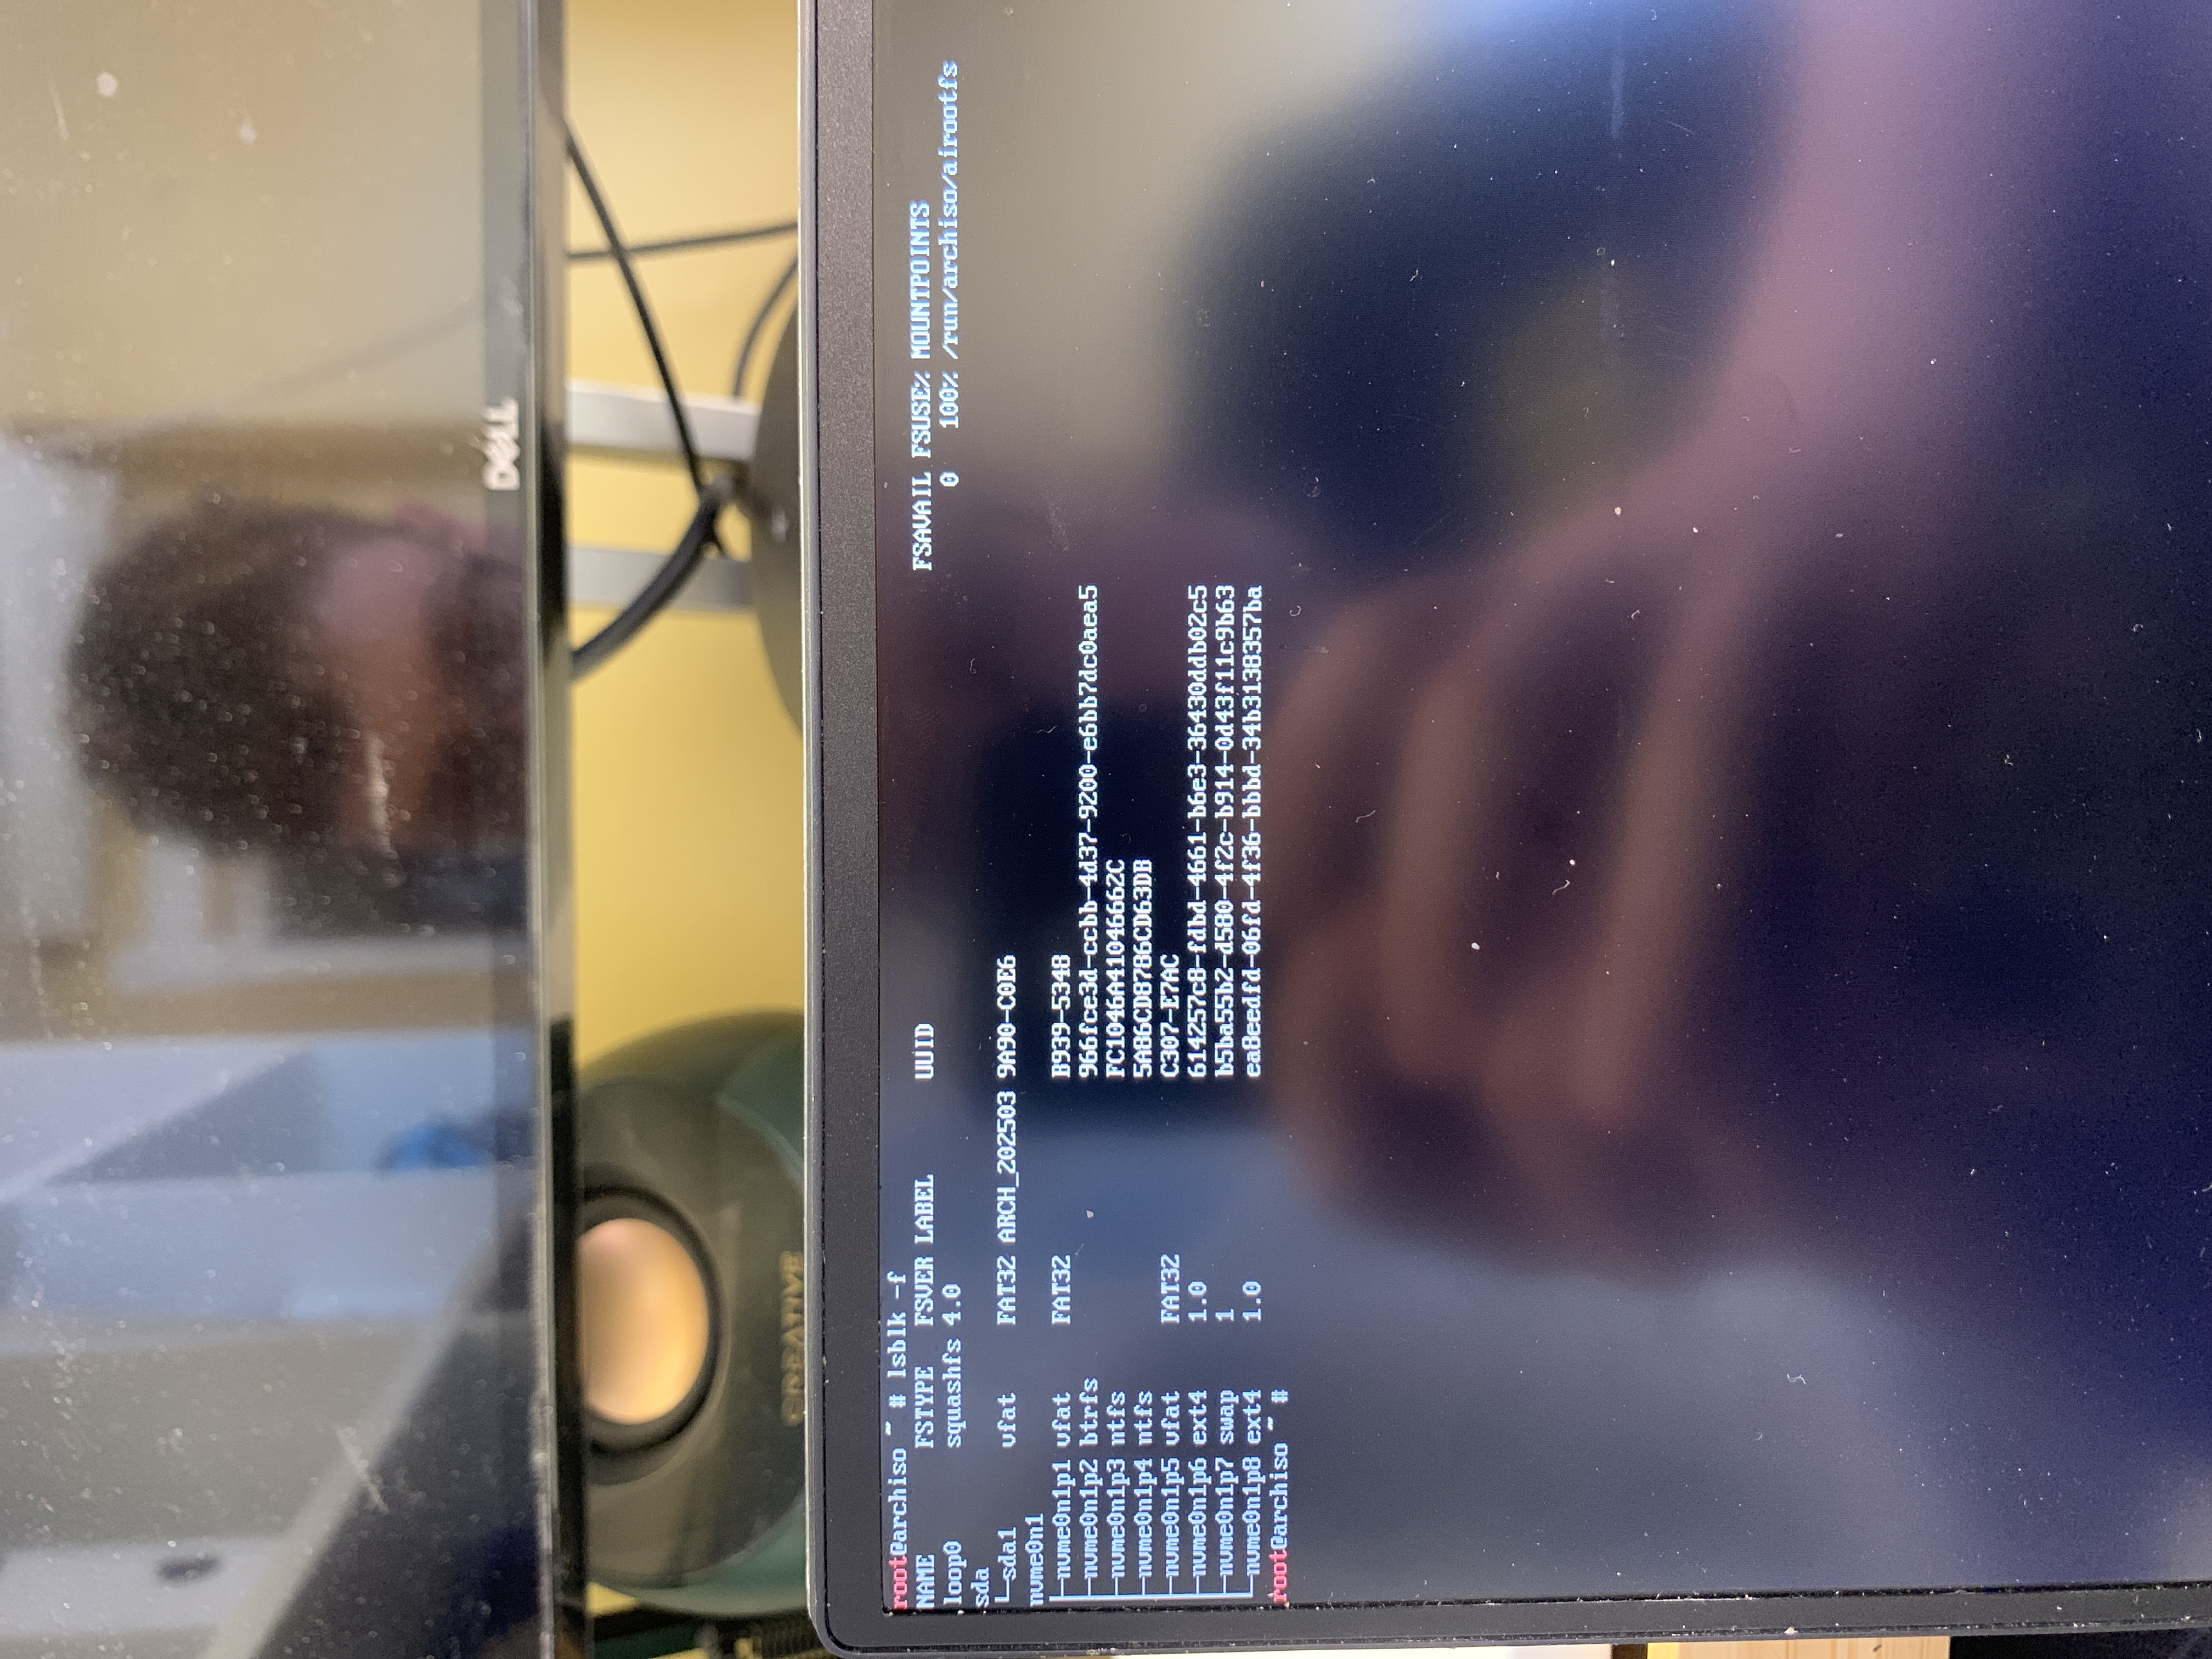 DELL
CREATIVE
root@archiso ~ # lsblk -f
NAME FSTYPE FSVER LABEL UUID FSAVAIL FSUSE% MOUNTPOINTS
loop0 squashfs 4.0 0 100% /run/archiso/airootfs
sda
└─sda1 vfat FAT32 ARCH_202503 9A90-C0E6
nvme0n1
├─nvme0n1p1 vfat FAT32 B939-5348
├─nvme0n1p2 btrfs 966fce3d-ccbb-4d37-9200-e6bb7dc0aea5
├─nvme0n1p3 ntfs FC1046A41046662C
├─nvme0n1p4 ntfs 5A86CD8786CD63DB
├─nvme0n1p5 vfat FAT32 C307-E7AC
├─nvme0n1p6 ext4 1.0 614257c8-fdbd-4661-b6e3-36430ddb02c5
├─nvme0n1p7 swap 1 b5ba55b2-d580-4f2c-b914-0d43f11c9b63
└─nvme0n1p8 ext4 1.0 ea8eedfd-06fd-4f36-bbbd-34b3138357ba
root@archiso ~ #